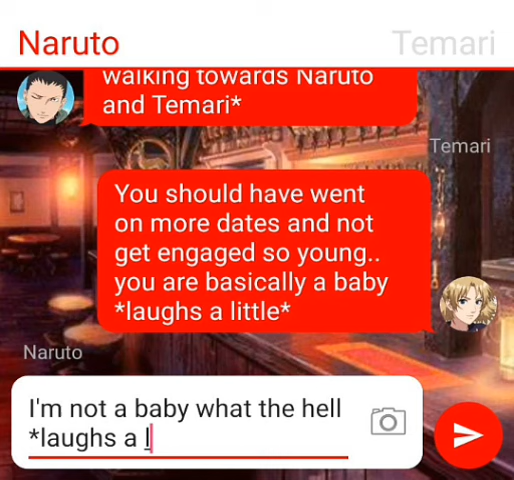 Naruto
Temari
walking towards Naruto
and Temari*
Temari
You should have went
on more dates and not
get engaged so young..
you are basically a baby
*laughs a little*
Naruto
I'm not a baby what the hell
*laughs a l